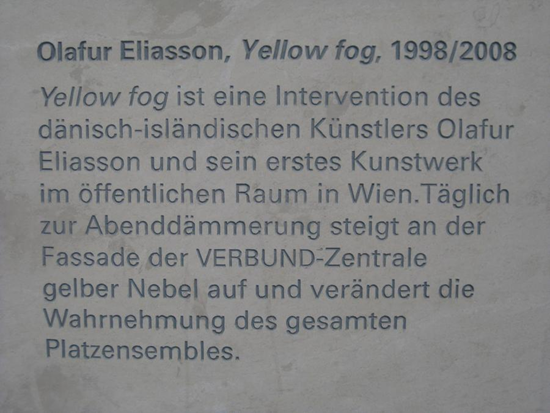 Olafur Eliasson, Yellow fog, 1998/2008
Yellow fog ist eine Intervention des
dänisch-isländischen Künstlers Olafur
Eliasson und sein erstes Kunstwerk
im öffentlichen Raum in Wien.Täglich
zur Abenddämmerung steigt an der
Fassade der VERBUND-Zentrale
gelber Nebel auf und verändert die
Wahrnehmung des gesamten
Platzensembles.